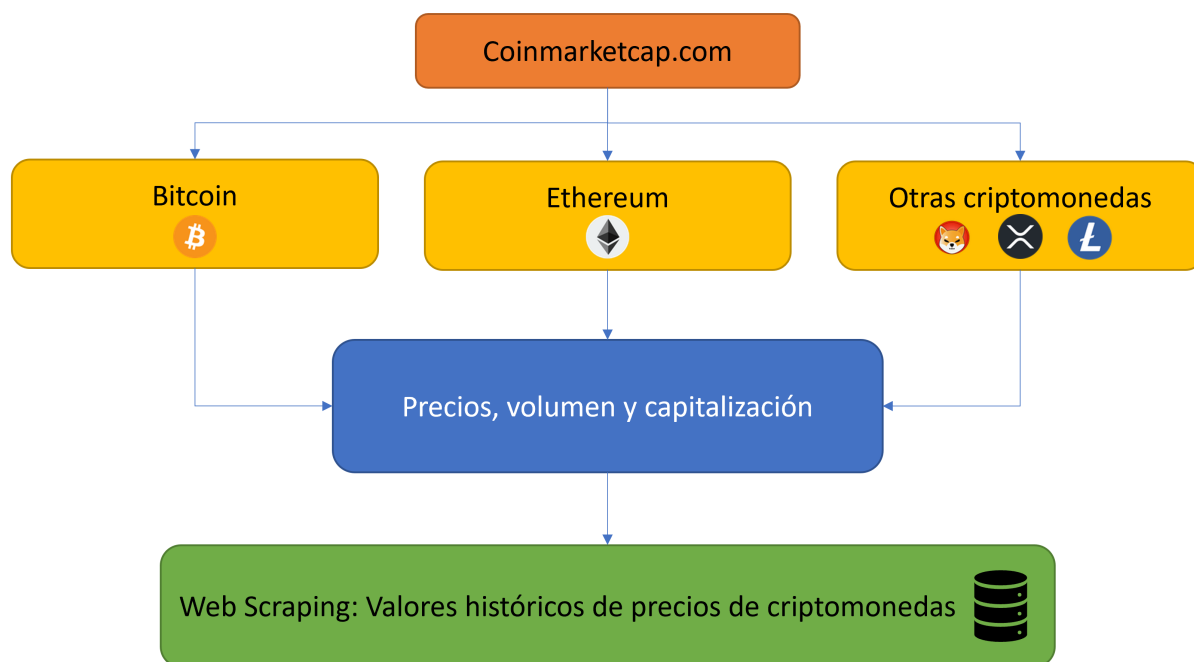 Coinmarketcap.com
Bitcoin
Ethereum
Otras criptomonedas
Precios, volumen y capitalización
Web Scraping: Valores históricos de precios de criptomonedas